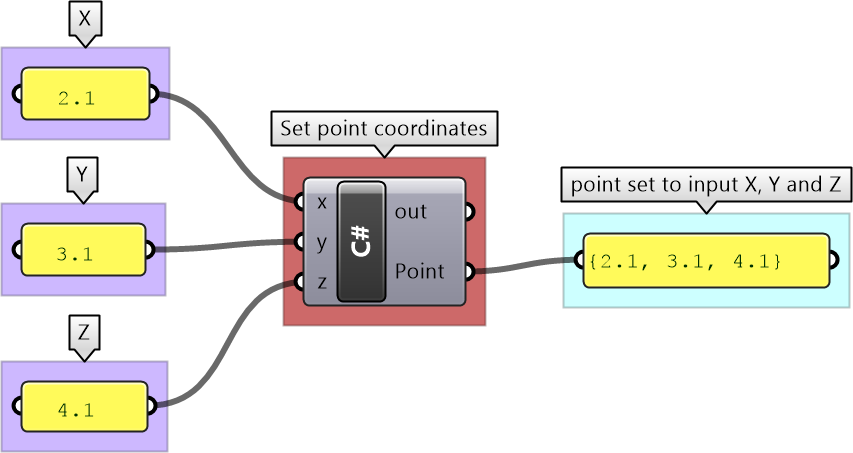 X
2.1
Y
3.1
Z
4.1
Set point coordinates
x
y
z
C#
out
Point
point set to input X, Y and Z
{2.1, 3.1, 4.1}